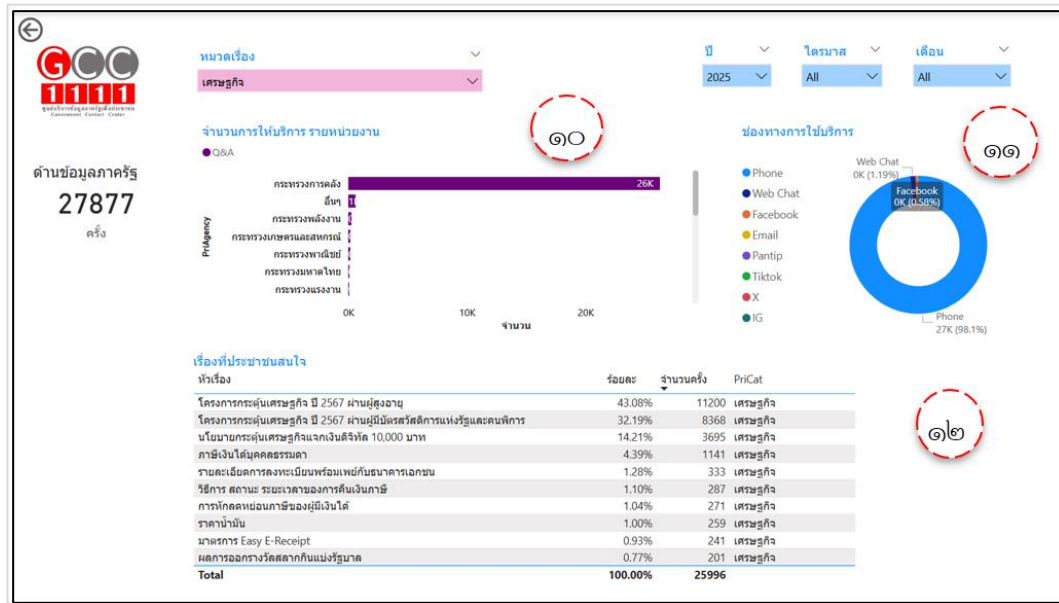 GCC
1111
ศูนย์บริการข้อมูลภาครัฐเพื่อประชาชน
Government Contact Center
หมวดเรื่อง
เศรษฐกิจ
ปี
2025
ไตรมาส
All
เดือน
All
ด้านข้อมูลภาครัฐ
27877
ครั้ง
จำนวนการให้บริการ รายหน่วยงาน
๑๐
Q&A
PriAgency
กระทรวงการคลัง 26K
อื่นๆ
กระทรวงพลังงาน
กระทรวงเกษตรและสหกรณ์
กระทรวงพาณิชย์
กระทรวงมหาดไทย
กระทรวงแรงงาน
0K 10K 20K
จำนวน
ช่องทางการใช้บริการ
๑๑
Phone
Web Chat
Facebook
Email
Pantip
Tiktok
X
IG
Web Chat
0K (1.19%)
Facebook
0K (0.58%)
Phone
27K (98.1%)
เรื่องที่ประชาชนสนใจ
หัวเรื่อง ร้อยละ จำนวนครั้ง PriCat
โครงการกระตุ้นเศรษฐกิจ ปี 2567 ผ่านผู้สูงอายุ 43.08% 11200 เศรษฐกิจ
โครงการกระตุ้นเศรษฐกิจ ปี 2567 ผ่านผู้มีบัตรสวัสดิการแห่งรัฐและคนพิการ 32.19% 8368 เศรษฐกิจ
นโยบายกระตุ้นเศรษฐกิจแจกเงินดิจิทัล 10,000 บาท 14.21% 3695 เศรษฐกิจ
ภาษีเงินได้บุคคลธรรมดา 4.39% 1141 เศรษฐกิจ
รายละเอียดการลงทะเบียนพร้อมเพย์กับธนาคารเอกชน 1.28% 333 เศรษฐกิจ
วิธีการ สถานะ ระยะเวลาของการคืนเงินภาษี 1.10% 287 เศรษฐกิจ
การหักลดหย่อนภาษีของผู้มีเงินได้ 1.04% 271 เศรษฐกิจ
ราคาน้ำมัน 1.00% 259 เศรษฐกิจ
มาตรการ Easy E-Receipt 0.93% 241 เศรษฐกิจ
ผลการออกรางวัลสลากกินแบ่งรัฐบาล 0.77% 201 เศรษฐกิจ
Total 100.00% 25996
๑๒